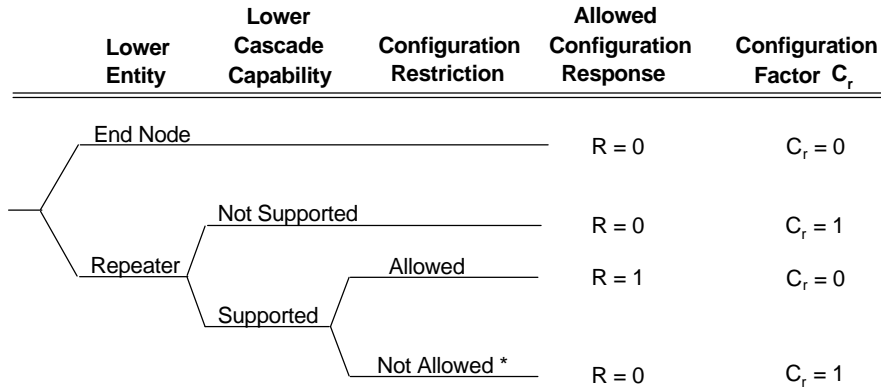 Lower Entity
Lower Cascade Capability
Configuration Restriction
Allowed Configuration Response
Configuration Factor Cr
End Node
R = 0
Cr = 0
Not Supported
R = 0
Cr = 1
Repeater
Allowed
R = 1
Cr = 0
Supported
Not Allowed *
R = 0
Cr = 1